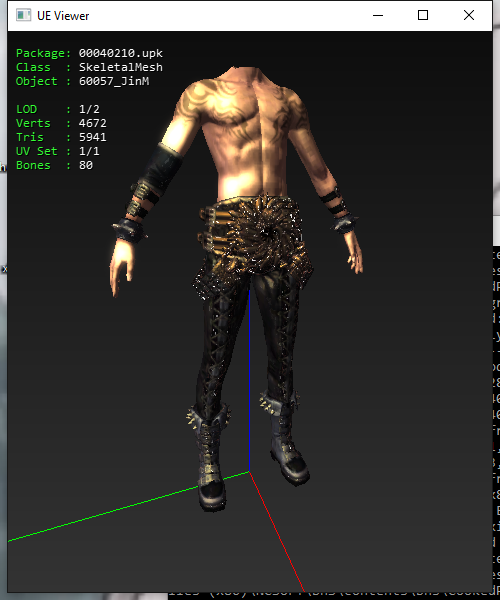 UE Viewer
Package: 00040210.upk
Class  : SkeletalMesh
Object : 60057_JinM
LOD    : 1/2
Verts  : 4672
Tris   : 5941
UV Set : 1/1
Bones  : 80